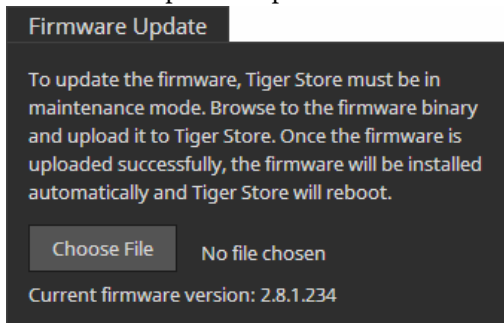 Firmware Update
To update the firmware, Tiger Store must be in
maintenance mode. Browse to the firmware binary
and upload it to Tiger Store. Once the firmware is
uploaded successfully, the firmware will be installed
automatically and Tiger Store will reboot.
Choose File No file chosen
Current firmware version: 2.8.1.234